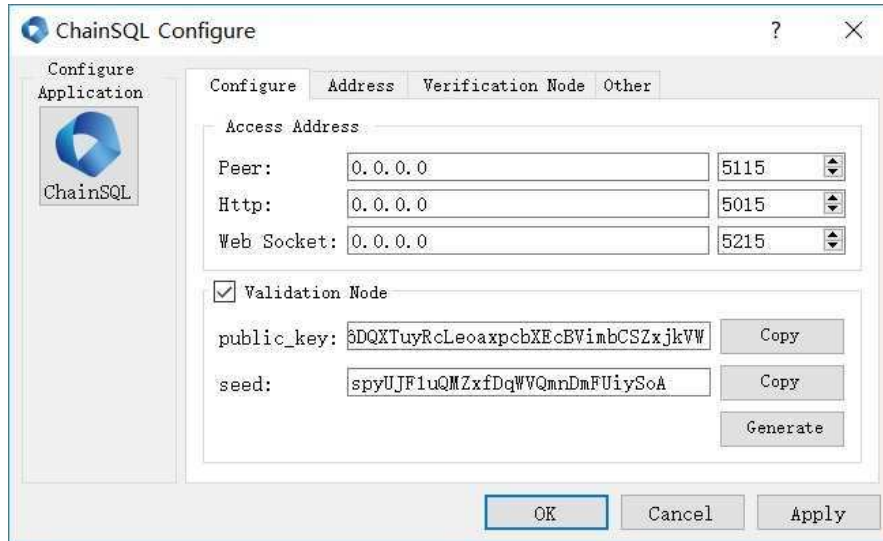 ChainSQL Configure
Configure
Application
ChainSQL
Configure Address Verification Node Other
Access Address
Peer: 0.0.0.0 5115
Http: 0.0.0.0 5015
Web Socket: 0.0.0.0 5215
Validation Node
public_key: 6DQXTuyRcLeoaxpcbXEcBVimbCSZxjkVW Copy
seed: spyUJF1uQMZxfDqWVQmnDmFUiySoA Copy
Generate
OK Cancel Apply